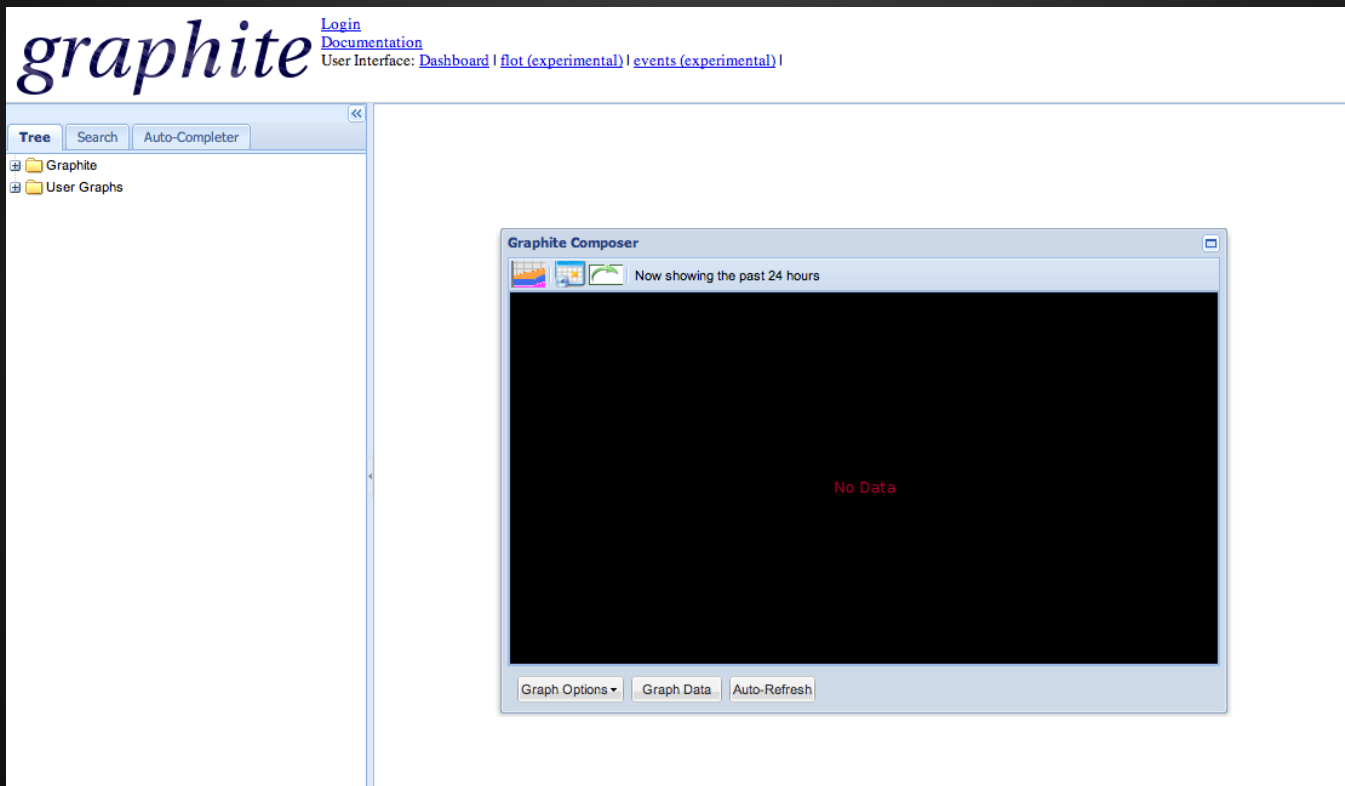 graphite
Login
Documentation
User Interface: Dashboard | flot (experimental) | events (experimental) |
Tree Search Auto-Completer
Graphite
User Graphs
Graphite Composer
Now showing the past 24 hours
No Data
Graph Options Graph Data Auto-Refresh